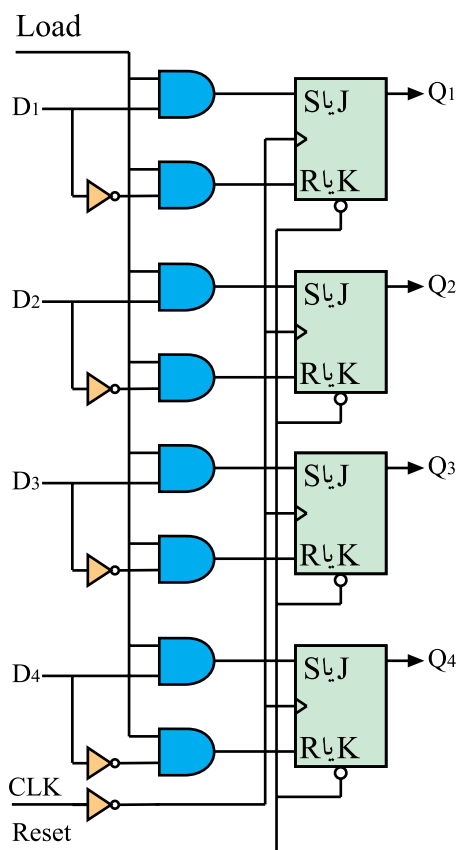 Load
D1
S یا J
Q1
R یا K
D2
S یا J
Q2
R یا K
D3
S یا J
Q3
R یا K
D4
S یا J
Q4
R یا K
CLK
Reset